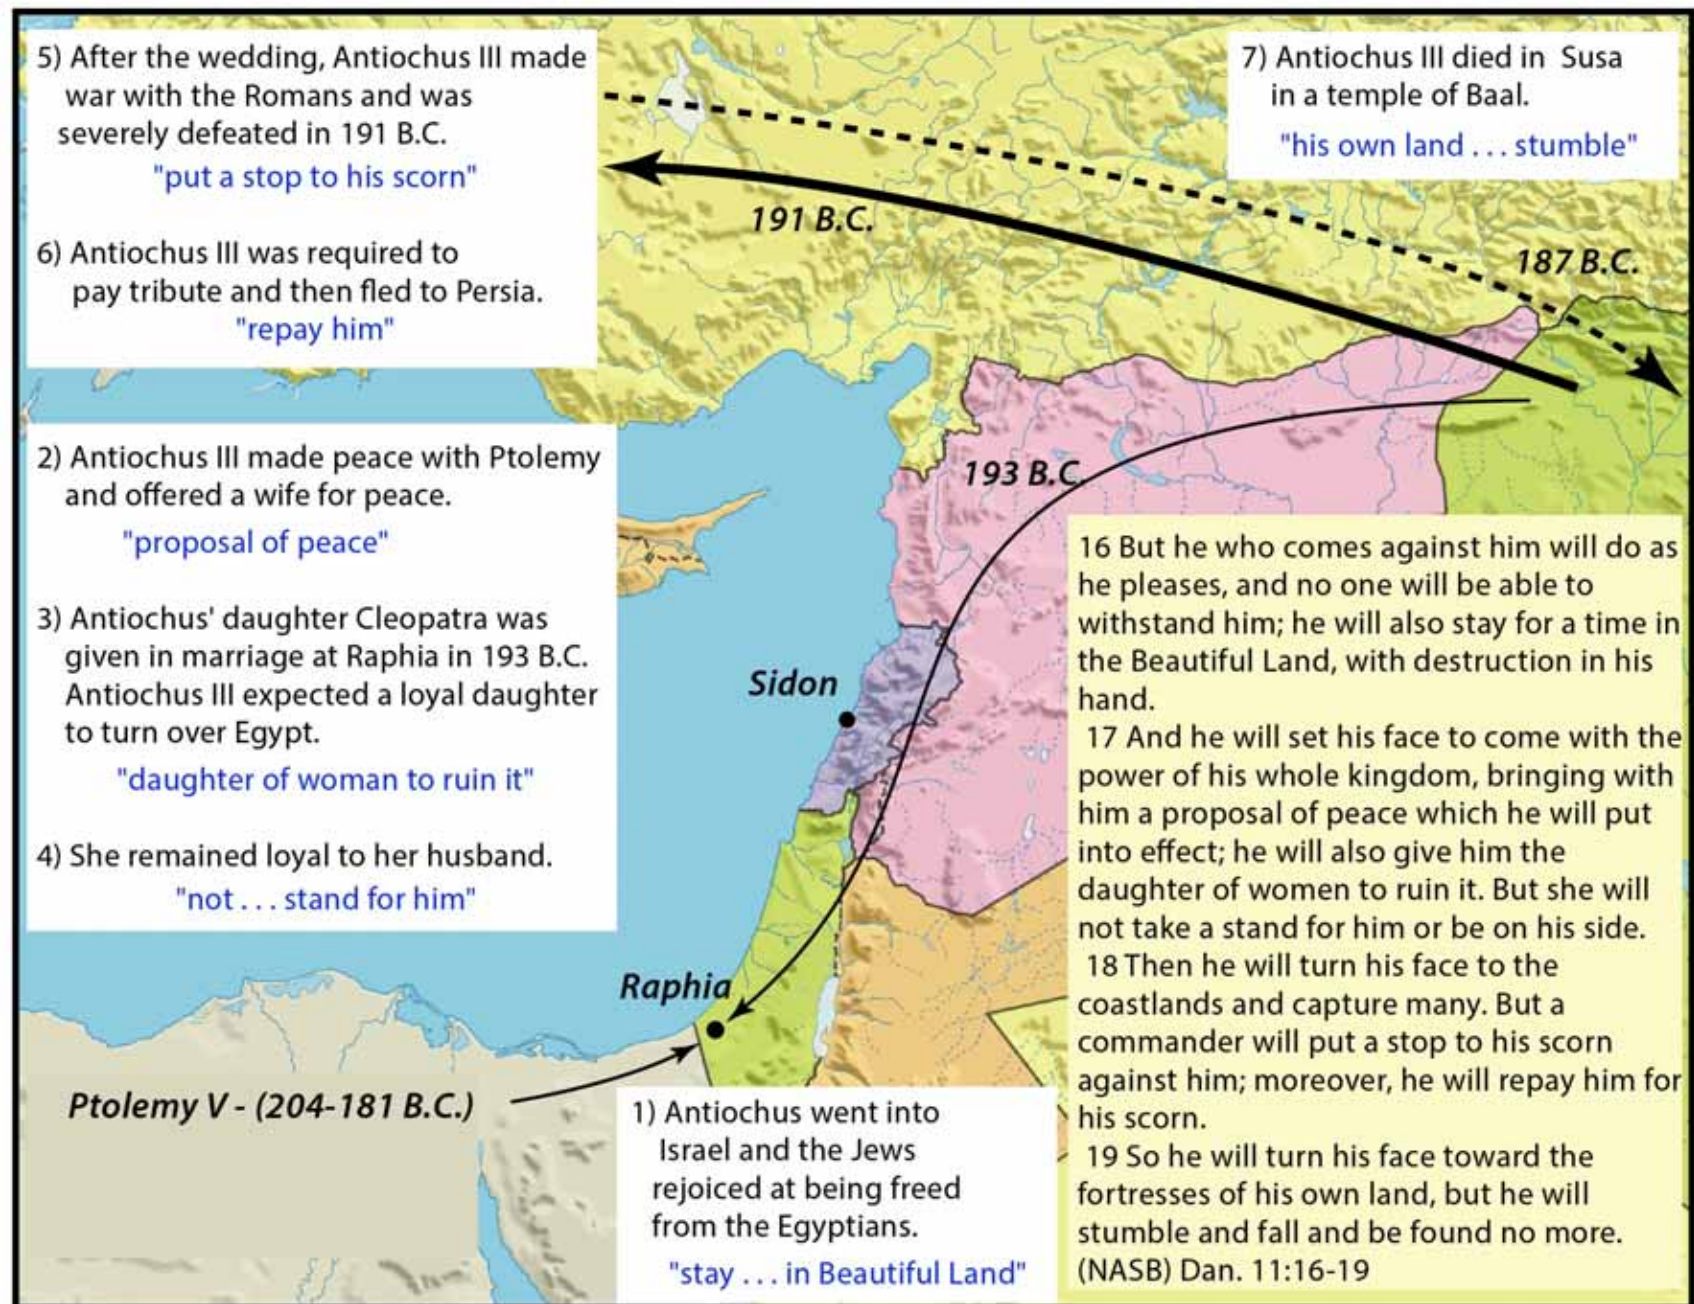 5) After the wedding, Antiochus III made
war with the Romans and was
severely defeated in 191 B.C.
"put a stop to his scorn"
6) Antiochus III was required to
pay tribute and then fled to Persia.
"repay him"
7) Antiochus III died in Susa
in a temple of Baal.
"his own land . . . stumble"
191 B.C.
187 B.C.
2) Antiochus III made peace with Ptolemy
and offered a wife for peace.
"proposal of peace"
3) Antiochus' daughter Cleopatra was
given in marriage at Raphia in 193 B.C.
Antiochus III expected a loyal daughter
to turn over Egypt.
"daughter of woman to ruin it"
4) She remained loyal to her husband.
"not . . . stand for him"
193 B.C.
Sidon
Raphia
Ptolemy V - (204-181 B.C.)
1) Antiochus went into
Israel and the Jews
rejoiced at being freed
from the Egyptians.
"stay . . . in Beautiful Land"
16 But he who comes against him will do as
he pleases, and no one will be able to
withstand him; he will also stay for a time in
the Beautiful Land, with destruction in his
hand.
17 And he will set his face to come with the
power of his whole kingdom, bringing with
him a proposal of peace which he will put
into effect; he will also give him the
daughter of women to ruin it. But she will
not take a stand for him or be on his side.
18 Then he will turn his face to the
coastlands and capture many. But a
commander will put a stop to his scorn
against him; moreover, he will repay him for
his scorn.
19 So he will turn his face toward the
fortresses of his own land, but he will
stumble and fall and be found no more.
(NASB) Dan. 11:16-19